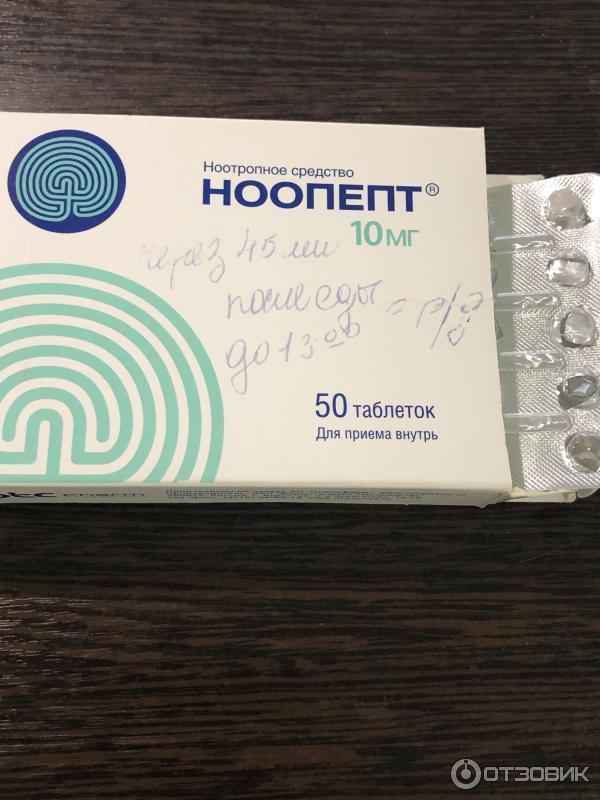 Ноотропное средство
НООПЕПТ®
10 МГ
через 45 мин
после еды
до 13 00
50 таблеток
Для приема внутрь
ОТЗОВИК